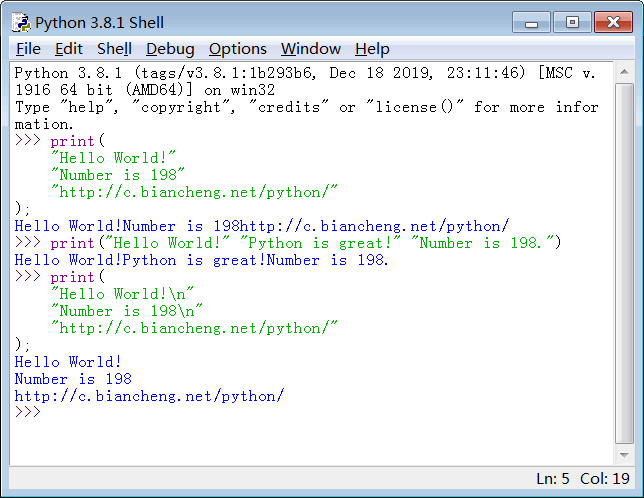 Python 3.8.1 Shell
File Edit Shell Debug Options Window Help
Python 3.8.1 (tags/v3.8.1:1b293b6, Dec 18 2019, 23:11:46) [MSC v.
1916 64 bit (AMD64)] on win32
Type "help", "copyright", "credits" or "license()" for more infor
mation.
>>> print(
    "Hello World!"
    "Number is 198"
    "http://c.biancheng.net/python/"
);
Hello World!Number is 198http://c.biancheng.net/python/
>>> print("Hello World!" "Python is great!" "Number is 198.")
Hello World!Python is great!Number is 198.
>>> print(
    "Hello World!\n"
    "Number is 198\n"
    "http://c.biancheng.net/python/"
);
Hello World!
Number is 198
http://c.biancheng.net/python/
>>>
Ln: 5 Col: 19